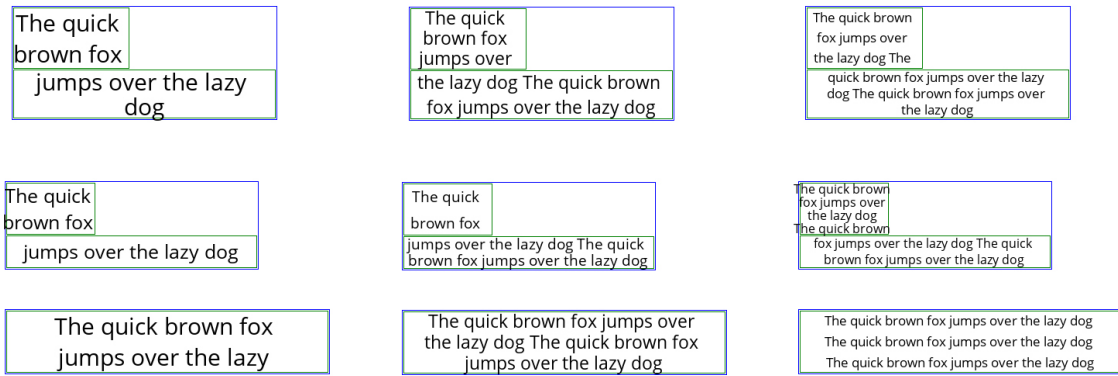 The quick
brown fox
jumps over the lazy
dog
The quick
brown fox
jumps over
the lazy dog The quick brown
fox jumps over the lazy dog
The quick brown
fox jumps over
the lazy dog The
quick brown fox jumps over the lazy
dog The quick brown fox jumps over
the lazy dog
The quick
brown fox
jumps over the lazy dog
The quick
brown fox
jumps over the lazy dog The quick
brown fox jumps over the lazy dog
The quick brown
fox jumps over
the lazy dog
The quick brown
fox jumps over the lazy dog The quick
brown fox jumps over the lazy dog
The quick brown fox
jumps over the lazy
The quick brown fox jumps over
the lazy dog The quick brown fox
jumps over the lazy dog
The quick brown fox jumps over the lazy dog
The quick brown fox jumps over the lazy dog
The quick brown fox jumps over the lazy dog